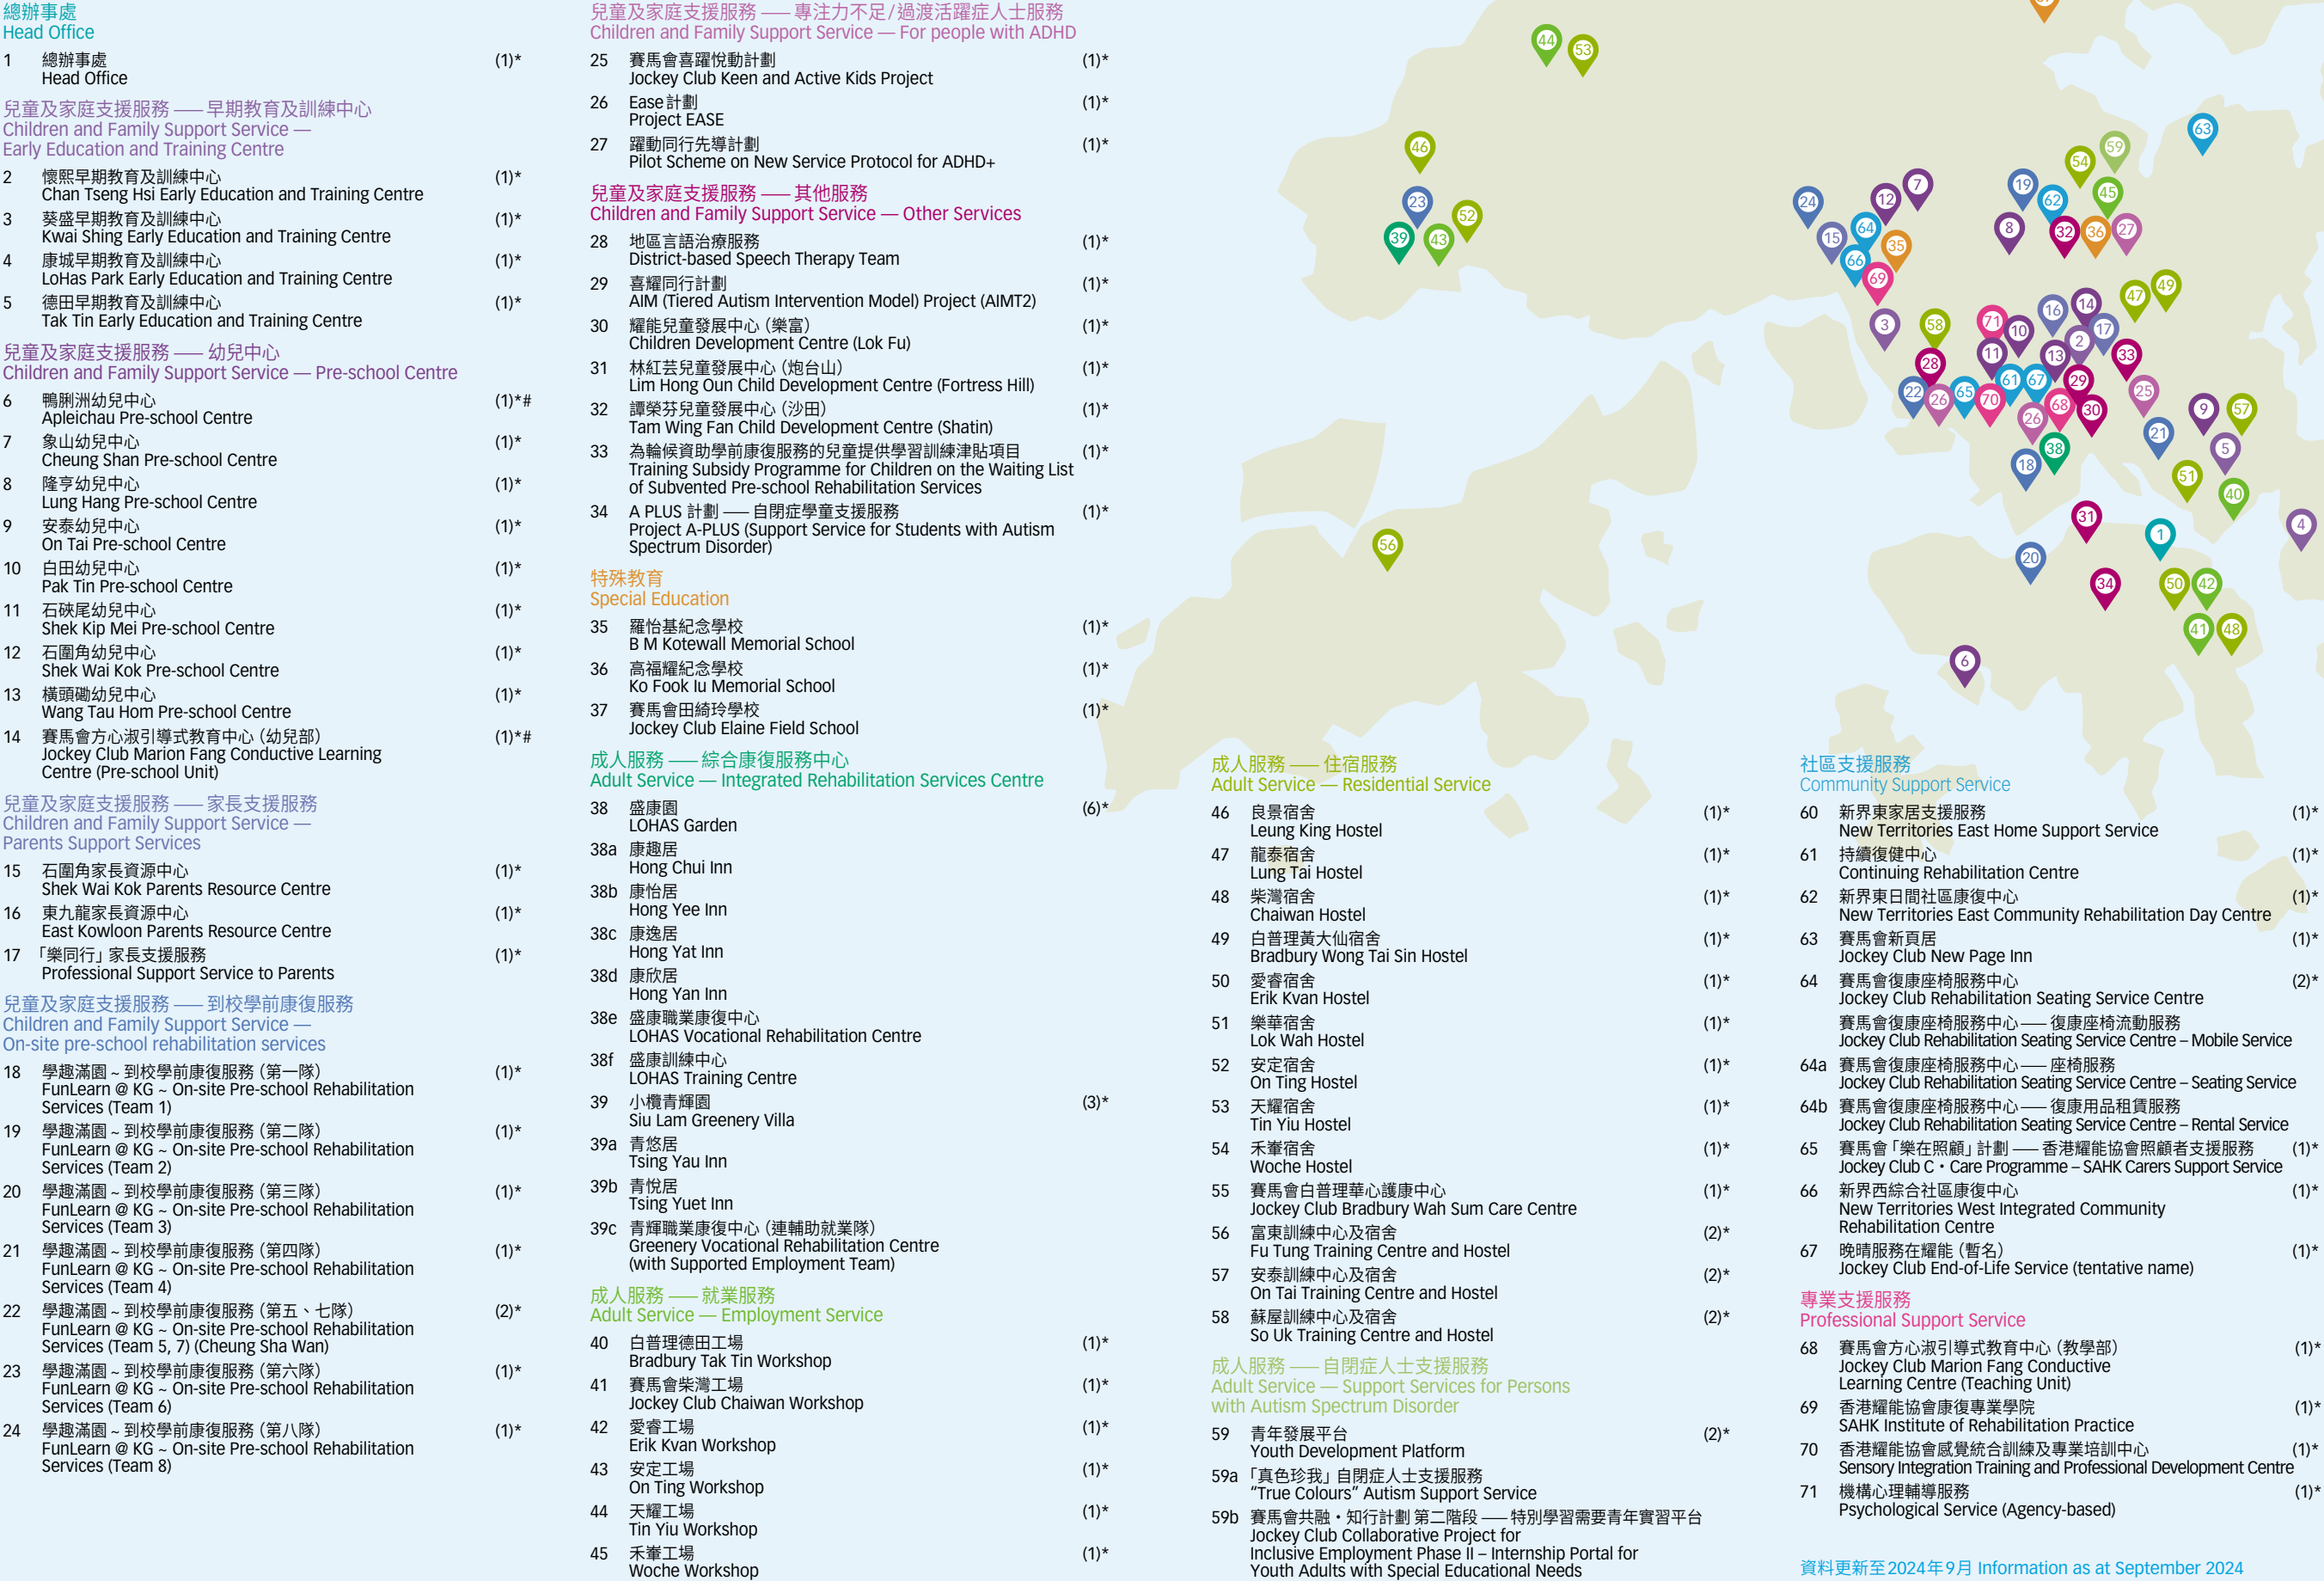 總辦事處
Head Office
1 總辦事處 (1)*
Head Office
兒童及家庭支援服務 —— 早期教育及訓練中心
Children and Family Support Service —
Early Education and Training Centre
2 懷熙早期教育及訓練中心 (1)*
Chan Tseng Hsi Early Education and Training Centre
3 葵盛早期教育及訓練中心 (1)*
Kwai Shing Early Education and Training Centre
4 康城早期教育及訓練中心 (1)*
LoHas Park Early Education and Training Centre
5 德田早期教育及訓練中心 (1)*
Tak Tin Early Education and Training Centre
兒童及家庭支援服務 —— 幼兒中心
Children and Family Support Service — Pre-school Centre
6 鴨脷洲幼兒中心 (1)*#
Apleichau Pre-school Centre
7 象山幼兒中心 (1)*
Cheung Shan Pre-school Centre
8 隆亨幼兒中心 (1)*
Lung Hang Pre-school Centre
9 安泰幼兒中心 (1)*
On Tai Pre-school Centre
10 白田幼兒中心 (1)*
Pak Tin Pre-school Centre
11 石硤尾幼兒中心 (1)*
Shek Kip Mei Pre-school Centre
12 石圍角幼兒中心 (1)*
Shek Wai Kok Pre-school Centre
13 橫頭磡幼兒中心 (1)*
Wang Tau Hom Pre-school Centre
14 賽馬會方心淑引導式教育中心（幼兒部） (1)*#
Jockey Club Marion Fang Conductive Learning
Centre (Pre-school Unit)
兒童及家庭支援服務 —— 家長支援服務
Children and Family Support Service —
Parents Support Services
15 石圍角家長資源中心 (1)*
Shek Wai Kok Parents Resource Centre
16 東九龍家長資源中心 (1)*
East Kowloon Parents Resource Centre
17 「樂同行」家長支援服務 (1)*
Professional Support Service to Parents
兒童及家庭支援服務 —— 到校學前康復服務
Children and Family Support Service —
On-site pre-school rehabilitation services
18 學趣滿園 ~ 到校學前康復服務（第一隊） (1)*
FunLearn @ KG ~ On-site Pre-school Rehabilitation
Services (Team 1)
19 學趣滿園 ~ 到校學前康復服務（第二隊） (1)*
FunLearn @ KG ~ On-site Pre-school Rehabilitation
Services (Team 2)
20 學趣滿園 ~ 到校學前康復服務（第三隊） (1)*
FunLearn @ KG ~ On-site Pre-school Rehabilitation
Services (Team 3)
21 學趣滿園 ~ 到校學前康復服務（第四隊） (1)*
FunLearn @ KG ~ On-site Pre-school Rehabilitation
Services (Team 4)
22 學趣滿園 ~ 到校學前康復服務（第五、七隊） (2)*
FunLearn @ KG ~ On-site Pre-school Rehabilitation
Services (Team 5, 7) (Cheung Sha Wan)
23 學趣滿園 ~ 到校學前康復服務（第六隊） (1)*
FunLearn @ KG ~ On-site Pre-school Rehabilitation
Services (Team 6)
24 學趣滿園 ~ 到校學前康復服務（第八隊） (1)*
FunLearn @ KG ~ On-site Pre-school Rehabilitation
Services (Team 8)
兒童及家庭支援服務 —— 專注力不足/過渡活躍症人士服務
Children and Family Support Service — For people with ADHD
25 賽馬會喜躍悅動計劃 (1)*
Jockey Club Keen and Active Kids Project
26 Ease計劃 (1)*
Project EASE
27 躍動同行先導計劃 (1)*
Pilot Scheme on New Service Protocol for ADHD+
兒童及家庭支援服務 —— 其他服務
Children and Family Support Service — Other Services
28 地區言語治療服務 (1)*
District-based Speech Therapy Team
29 喜耀同行計劃 (1)*
AIM (Tiered Autism Intervention Model) Project (AIMT2)
30 耀能兒童發展中心（樂富） (1)*
Children Development Centre (Lok Fu)
31 林紅芸兒童發展中心（炮台山） (1)*
Lim Hong Oun Child Development Centre (Fortress Hill)
32 譚榮芬兒童發展中心（沙田） (1)*
Tam Wing Fan Child Development Centre (Shatin)
33 為輪候資助學前康復服務的兒童提供學習訓練津貼項目 (1)*
Training Subsidy Programme for Children on the Waiting List
of Subvented Pre-school Rehabilitation Services
34 A PLUS 計劃 —— 自閉症學童支援服務 (1)*
Project A-PLUS (Support Service for Students with Autism
Spectrum Disorder)
特殊教育
Special Education
35 羅怡基紀念學校 (1)*
B M Kotewall Memorial School
36 高福耀紀念學校 (1)*
Ko Fook Iu Memorial School
37 賽馬會田綺玲學校 (1)*
Jockey Club Elaine Field School
成人服務 —— 綜合康復服務中心
Adult Service — Integrated Rehabilitation Services Centre
38 盛康園 (6)*
LOHAS Garden
38a 康趣居
Hong Chui Inn
38b 康怡居
Hong Yee Inn
38c 康逸居
Hong Yat Inn
38d 康欣居
Hong Yan Inn
38e 盛康職業康復中心
LOHAS Vocational Rehabilitation Centre
38f 盛康訓練中心
LOHAS Training Centre
39 小欖青輝園 (3)*
Siu Lam Greenery Villa
39a 青悠居
Tsing Yau Inn
39b 青悅居
Tsing Yuet Inn
39c 青輝職業康復中心（連輔助就業隊）
Greenery Vocational Rehabilitation Centre
(with Supported Employment Team)
成人服務 —— 就業服務
Adult Service — Employment Service
40 白普理德田工場 (1)*
Bradbury Tak Tin Workshop
41 賽馬會柴灣工場 (1)*
Jockey Club Chaiwan Workshop
42 愛睿工場 (1)*
Erik Kvan Workshop
43 安定工場 (1)*
On Ting Workshop
44 天耀工場 (1)*
Tin Yiu Workshop
45 禾輋工場 (1)*
Woche Workshop
成人服務 —— 住宿服務
Adult Service — Residential Service
46 良景宿舍 (1)*
Leung King Hostel
47 龍泰宿舍 (1)*
Lung Tai Hostel
48 柴灣宿舍 (1)*
Chaiwan Hostel
49 白普理黃大仙宿舍 (1)*
Bradbury Wong Tai Sin Hostel
50 愛睿宿舍 (1)*
Erik Kvan Hostel
51 樂華宿舍 (1)*
Lok Wah Hostel
52 安定宿舍 (1)*
On Ting Hostel
53 天耀宿舍 (1)*
Tin Yiu Hostel
54 禾輋宿舍 (1)*
Woche Hostel
55 賽馬會白普理華心護康中心 (1)*
Jockey Club Bradbury Wah Sum Care Centre
56 富東訓練中心及宿舍 (2)*
Fu Tung Training Centre and Hostel
57 安泰訓練中心及宿舍 (2)*
On Tai Training Centre and Hostel
58 蘇屋訓練中心及宿舍 (2)*
So Uk Training Centre and Hostel
成人服務 —— 自閉症人士支援服務
Adult Service — Support Services for Persons
with Autism Spectrum Disorder
59 青年發展平台 (2)*
Youth Development Platform
59a 「真色珍我」自閉症人士支援服務
“True Colours” Autism Support Service
59b 賽馬會共融・知行計劃 第二階段 —— 特別學習需要青年實習平台
Jockey Club Collaborative Project for
Inclusive Employment Phase II – Internship Portal for
Youth Adults with Special Educational Needs
社區支援服務
Community Support Service
60 新界東家居支援服務 (1)*
New Territories East Home Support Service
61 持續復健中心 (1)*
Continuing Rehabilitation Centre
62 新界東日間社區康復中心 (1)*
New Territories East Community Rehabilitation Day Centre
63 賽馬會新頁居 (1)*
Jockey Club New Page Inn
64 賽馬會復康座椅服務中心 (2)*
Jockey Club Rehabilitation Seating Service Centre
賽馬會復康座椅服務中心 —— 復康座椅流動服務
Jockey Club Rehabilitation Seating Service Centre – Mobile Service
64a 賽馬會復康座椅服務中心 —— 座椅服務
Jockey Club Rehabilitation Seating Service Centre – Seating Service
64b 賽馬會復康座椅服務中心 —— 復康用品租賃服務
Jockey Club Rehabilitation Seating Service Centre – Rental Service
65 賽馬會「樂在照顧」計劃 —— 香港耀能協會照顧者支援服務 (1)*
Jockey Club C・Care Programme – SAHK Carers Support Service
66 新界西綜合社區康復中心 (1)*
New Territories West Integrated Community
Rehabilitation Centre
67 晚晴服務在耀能（暫名） (1)*
Jockey Club End-of-Life Service (tentative name)
專業支援服務
Professional Support Service
68 賽馬會方心淑引導式教育中心（教學部） (1)*
Jockey Club Marion Fang Conductive
Learning Centre (Teaching Unit)
69 香港耀能協會康復專業學院 (1)*
SAHK Institute of Rehabilitation Practice
70 香港耀能協會感覺統合訓練及專業培訓中心 (1)*
Sensory Integration Training and Professional Development Centre
71 機構心理輔導服務 (1)*
Psychological Service (Agency-based)
資料更新至2024年9月 Information as at September 2024
44
53
46
23
52
39
43
56
63
59
54
7
12
19
62
45
24
15
64
35
8
32
36
27
66
69
49
47
16
14
3
58
71
10
17
2
11
13
33
28
22
26
65
61
67
29
25
70
26
68
30
9
57
21
38
18
5
51
40
31
1
4
20
34
50
42
41
48
6